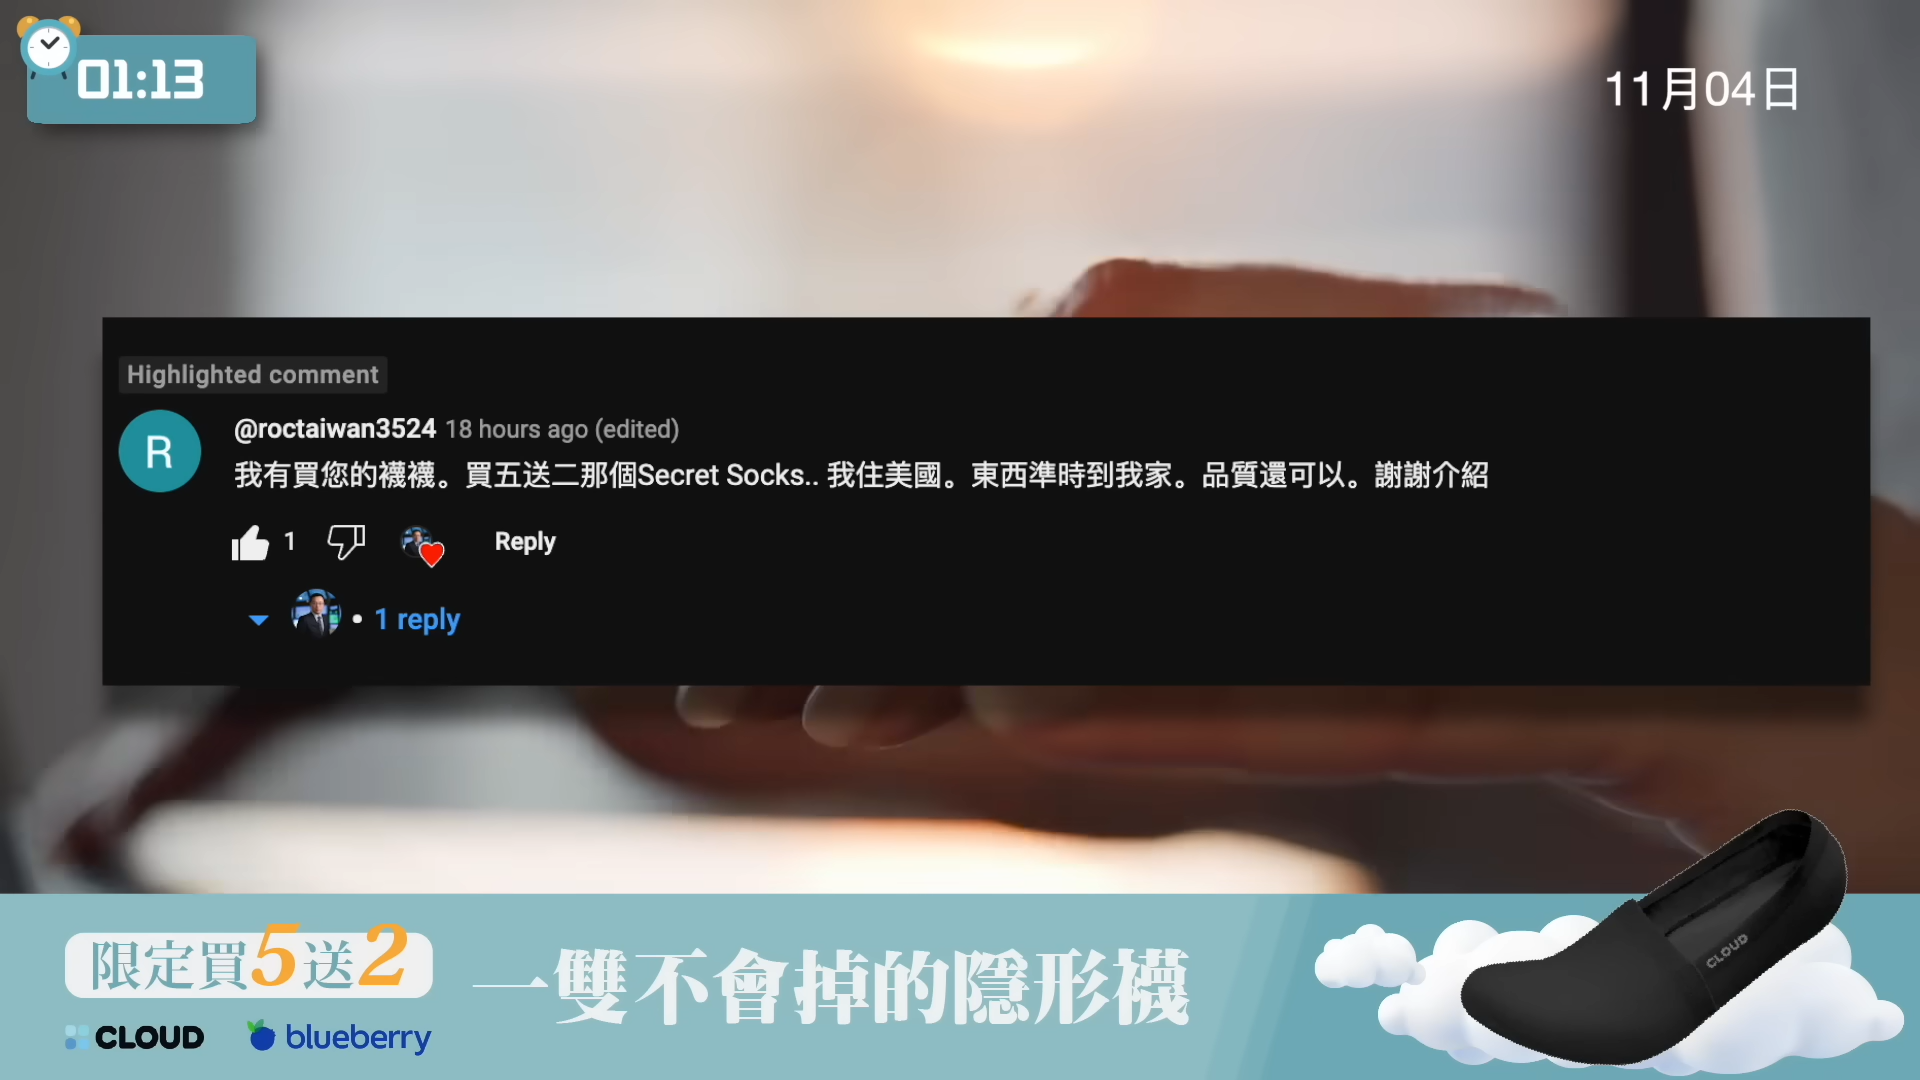 01:13
11月04日
Highlighted comment
R
@roctaiwan3524 18 hours ago (edited)
我有買您的襪襪。買五送二那個Secret Socks.. 我住美國。東西準時到我家。品質還可以。謝謝介紹
1
Reply
• 1 reply
限定買5送2
一雙不會掉的隱形襪
CLOUD
blueberry
CLOUD